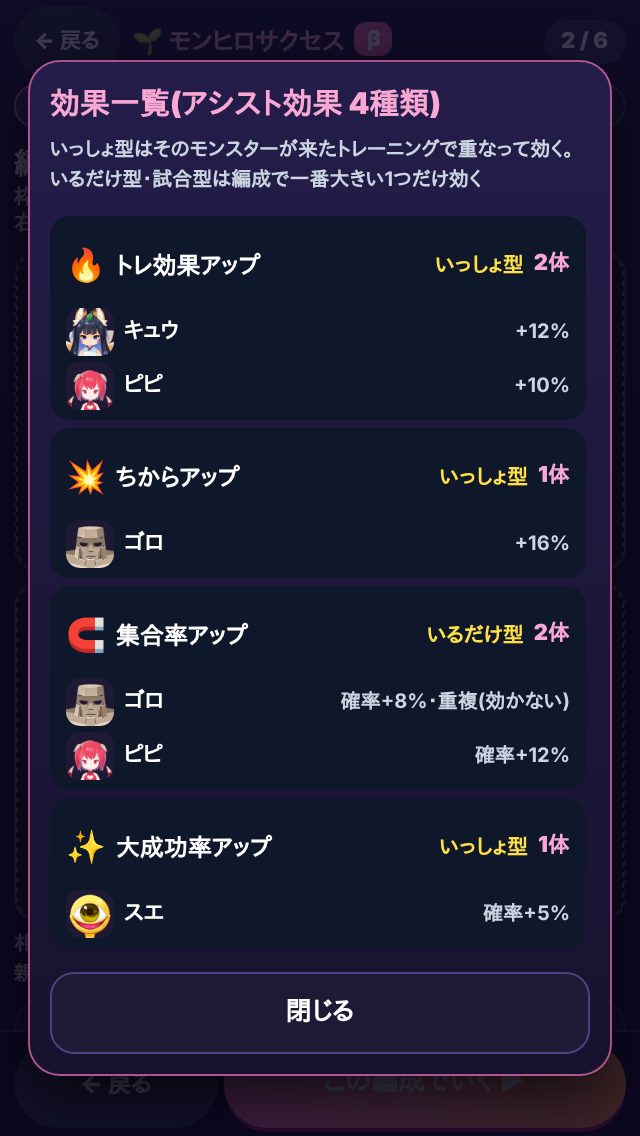 ← 戻る 🌱 モンヒロサクセス β 2 / 6
効果一覧(アシスト効果 4種類)
いっしょ型はそのモンスターが来たトレーニングで重なって効く。
いるだけ型・試合型は編成で一番大きい1つだけ効く
トレ効果アップ いっしょ型 2体
キュウ +12%
ピピ +10%
ちからアップ いっしょ型 1体
ゴロ +16%
集合率アップ いるだけ型 2体
ゴロ 確率+8%・重複(効かない)
ピピ 確率+12%
大成功率アップ いっしょ型 1体
スエ 確率+5%
閉じる
← 戻る この編成でいく ▶